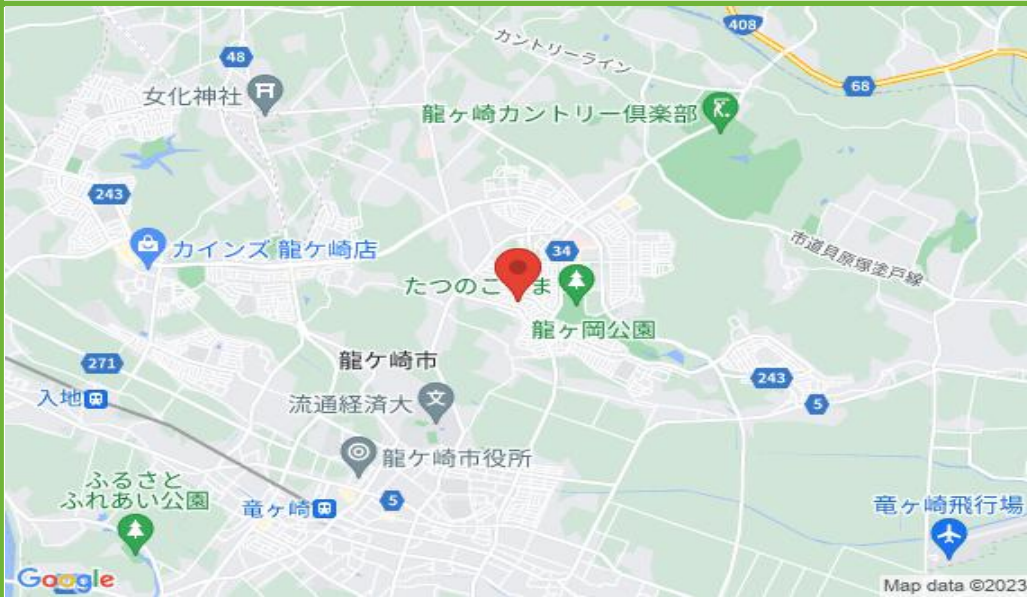 408
カントリーライン
48
女化神社
68
龍ヶ崎カントリー倶楽部
243
カインズ 龍ケ崎店
34
市道貝原塚塗戸線
たつのこ
ま
龍ヶ岡公園
龍ケ崎市
271
入地
243
流通経済大
5
龍ケ崎市役所
ふるさと
ふれあい公園
竜ヶ崎
5
竜ヶ崎飛行場
Google
Map data ©2023